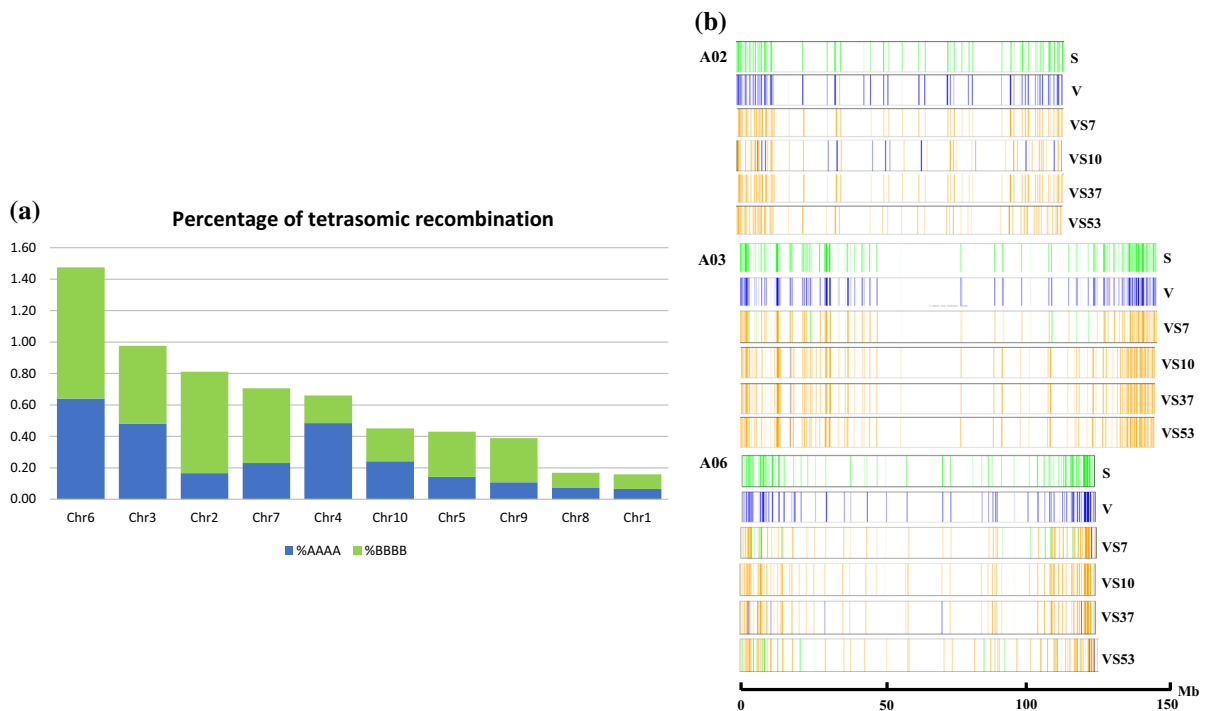 (a)
Percentage of tetrasomic recombination
1.60
1.40
1.20
1.00
0.80
0.60
0.40
0.20
0.00
Chr6 Chr3 Chr2 Chr7 Chr4 Chr10 Chr5 Chr9 Chr8 Chr1
%AAAA %BBBB
(b)
A02
S
V
VS7
VS10
VS37
VS53
A03
S
V
VS7
VS10
VS37
VS53
A06
S
V
VS7
VS10
VS37
VS53
0 50 100 150 Mb